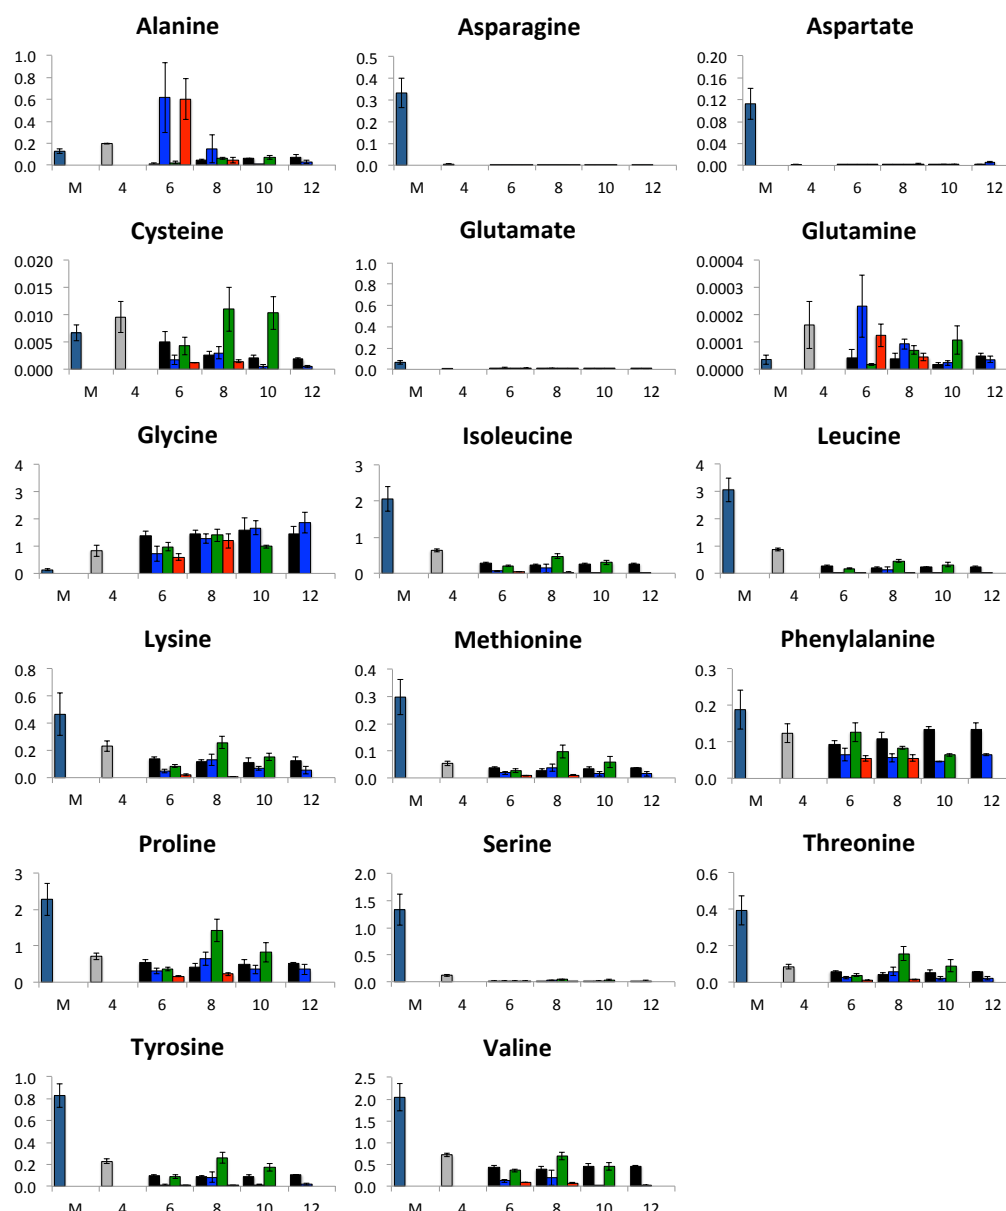 Alanine
1.0
0.8
0.6
0.4
0.2
0.0
M 4 6 8 10 12
Asparagine
0.5
0.4
0.3
0.2
0.1
0.0
M 4 6 8 10 12
Aspartate
0.20
0.16
0.12
0.08
0.04
0.00
M 4 6 8 10 12
Cysteine
0.020
0.015
0.010
0.005
0.000
M 4 6 8 10 12
Glutamate
1.0
0.8
0.6
0.4
0.2
0.0
M 4 6 8 10 12
Glutamine
0.0004
0.0003
0.0002
0.0001
0.0000
M 4 6 8 10 12
Glycine
4
3
2
1
0
M 4 6 8 10 12
Isoleucine
3
2
1
0
M 4 6 8 10 12
Leucine
4
3
2
1
0
M 4 6 8 10 12
Lysine
0.8
0.6
0.4
0.2
0.0
M 4 6 8 10 12
Methionine
0.4
0.3
0.2
0.1
0.0
M 4 6 8 10 12
Phenylalanine
0.3
0.2
0.1
0.0
M 4 6 8 10 12
Proline
3
2
1
0
M 4 6 8 10 12
Serine
2.0
1.5
1.0
0.5
0.0
M 4 6 8 10 12
Threonine
0.6
0.4
0.2
0.0
M 4 6 8 10 12
Tyrosine
1.0
0.8
0.6
0.4
0.2
0.0
M 4 6 8 10 12
Valine
2.5
2.0
1.5
1.0
0.5
0.0
M 4 6 8 10 12